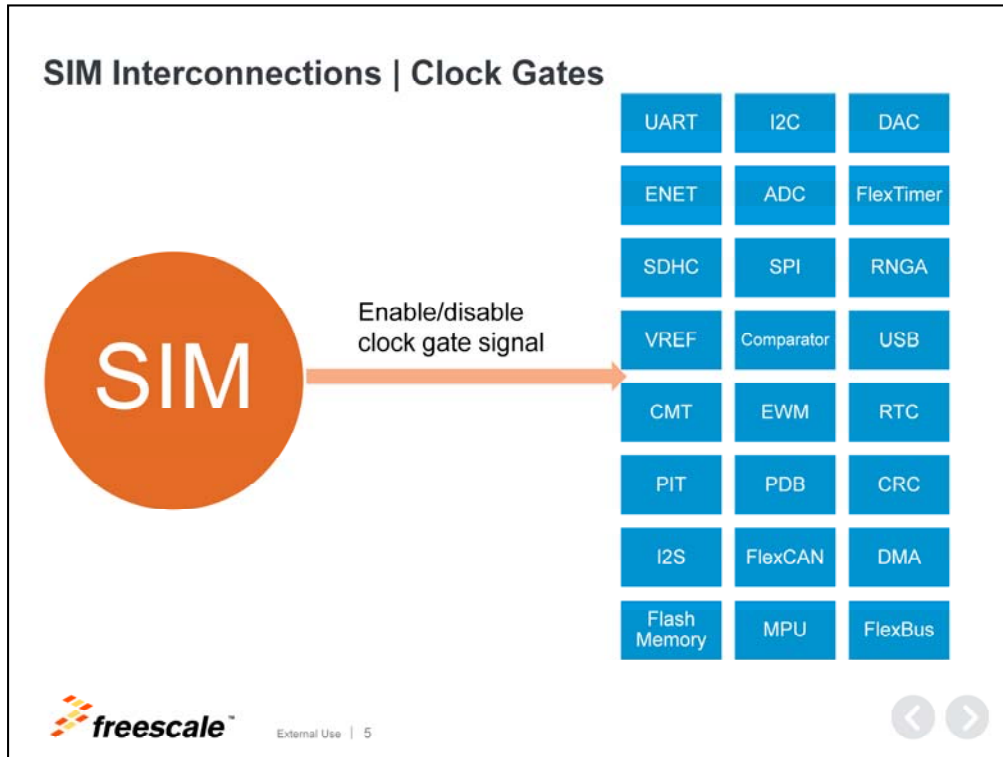 SIM Interconnections | Clock Gates
UART
I2C
DAC
ENET
ADC
FlexTimer
SDHC
SPI
RNGA
SIM
Enable/disable
clock gate signal
VREF
Comparator
USB
CMT
EWM
RTC
PIT
PDB
CRC
I2S
FlexCAN
DMA
Flash
Memory
MPU
FlexBus
freescale™
External Use | 5